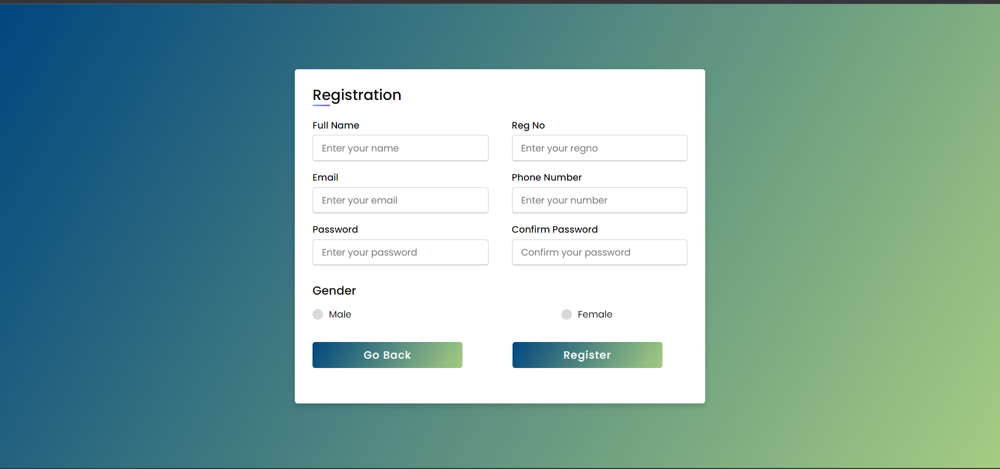 Registration
Full Name
Reg No
Enter your name
Enter your regno
Email
Phone Number
Enter your email
Enter your number
Password
Confirm Password
Enter your password
Confirm your password
Gender
Male
Female
Go Back
Register